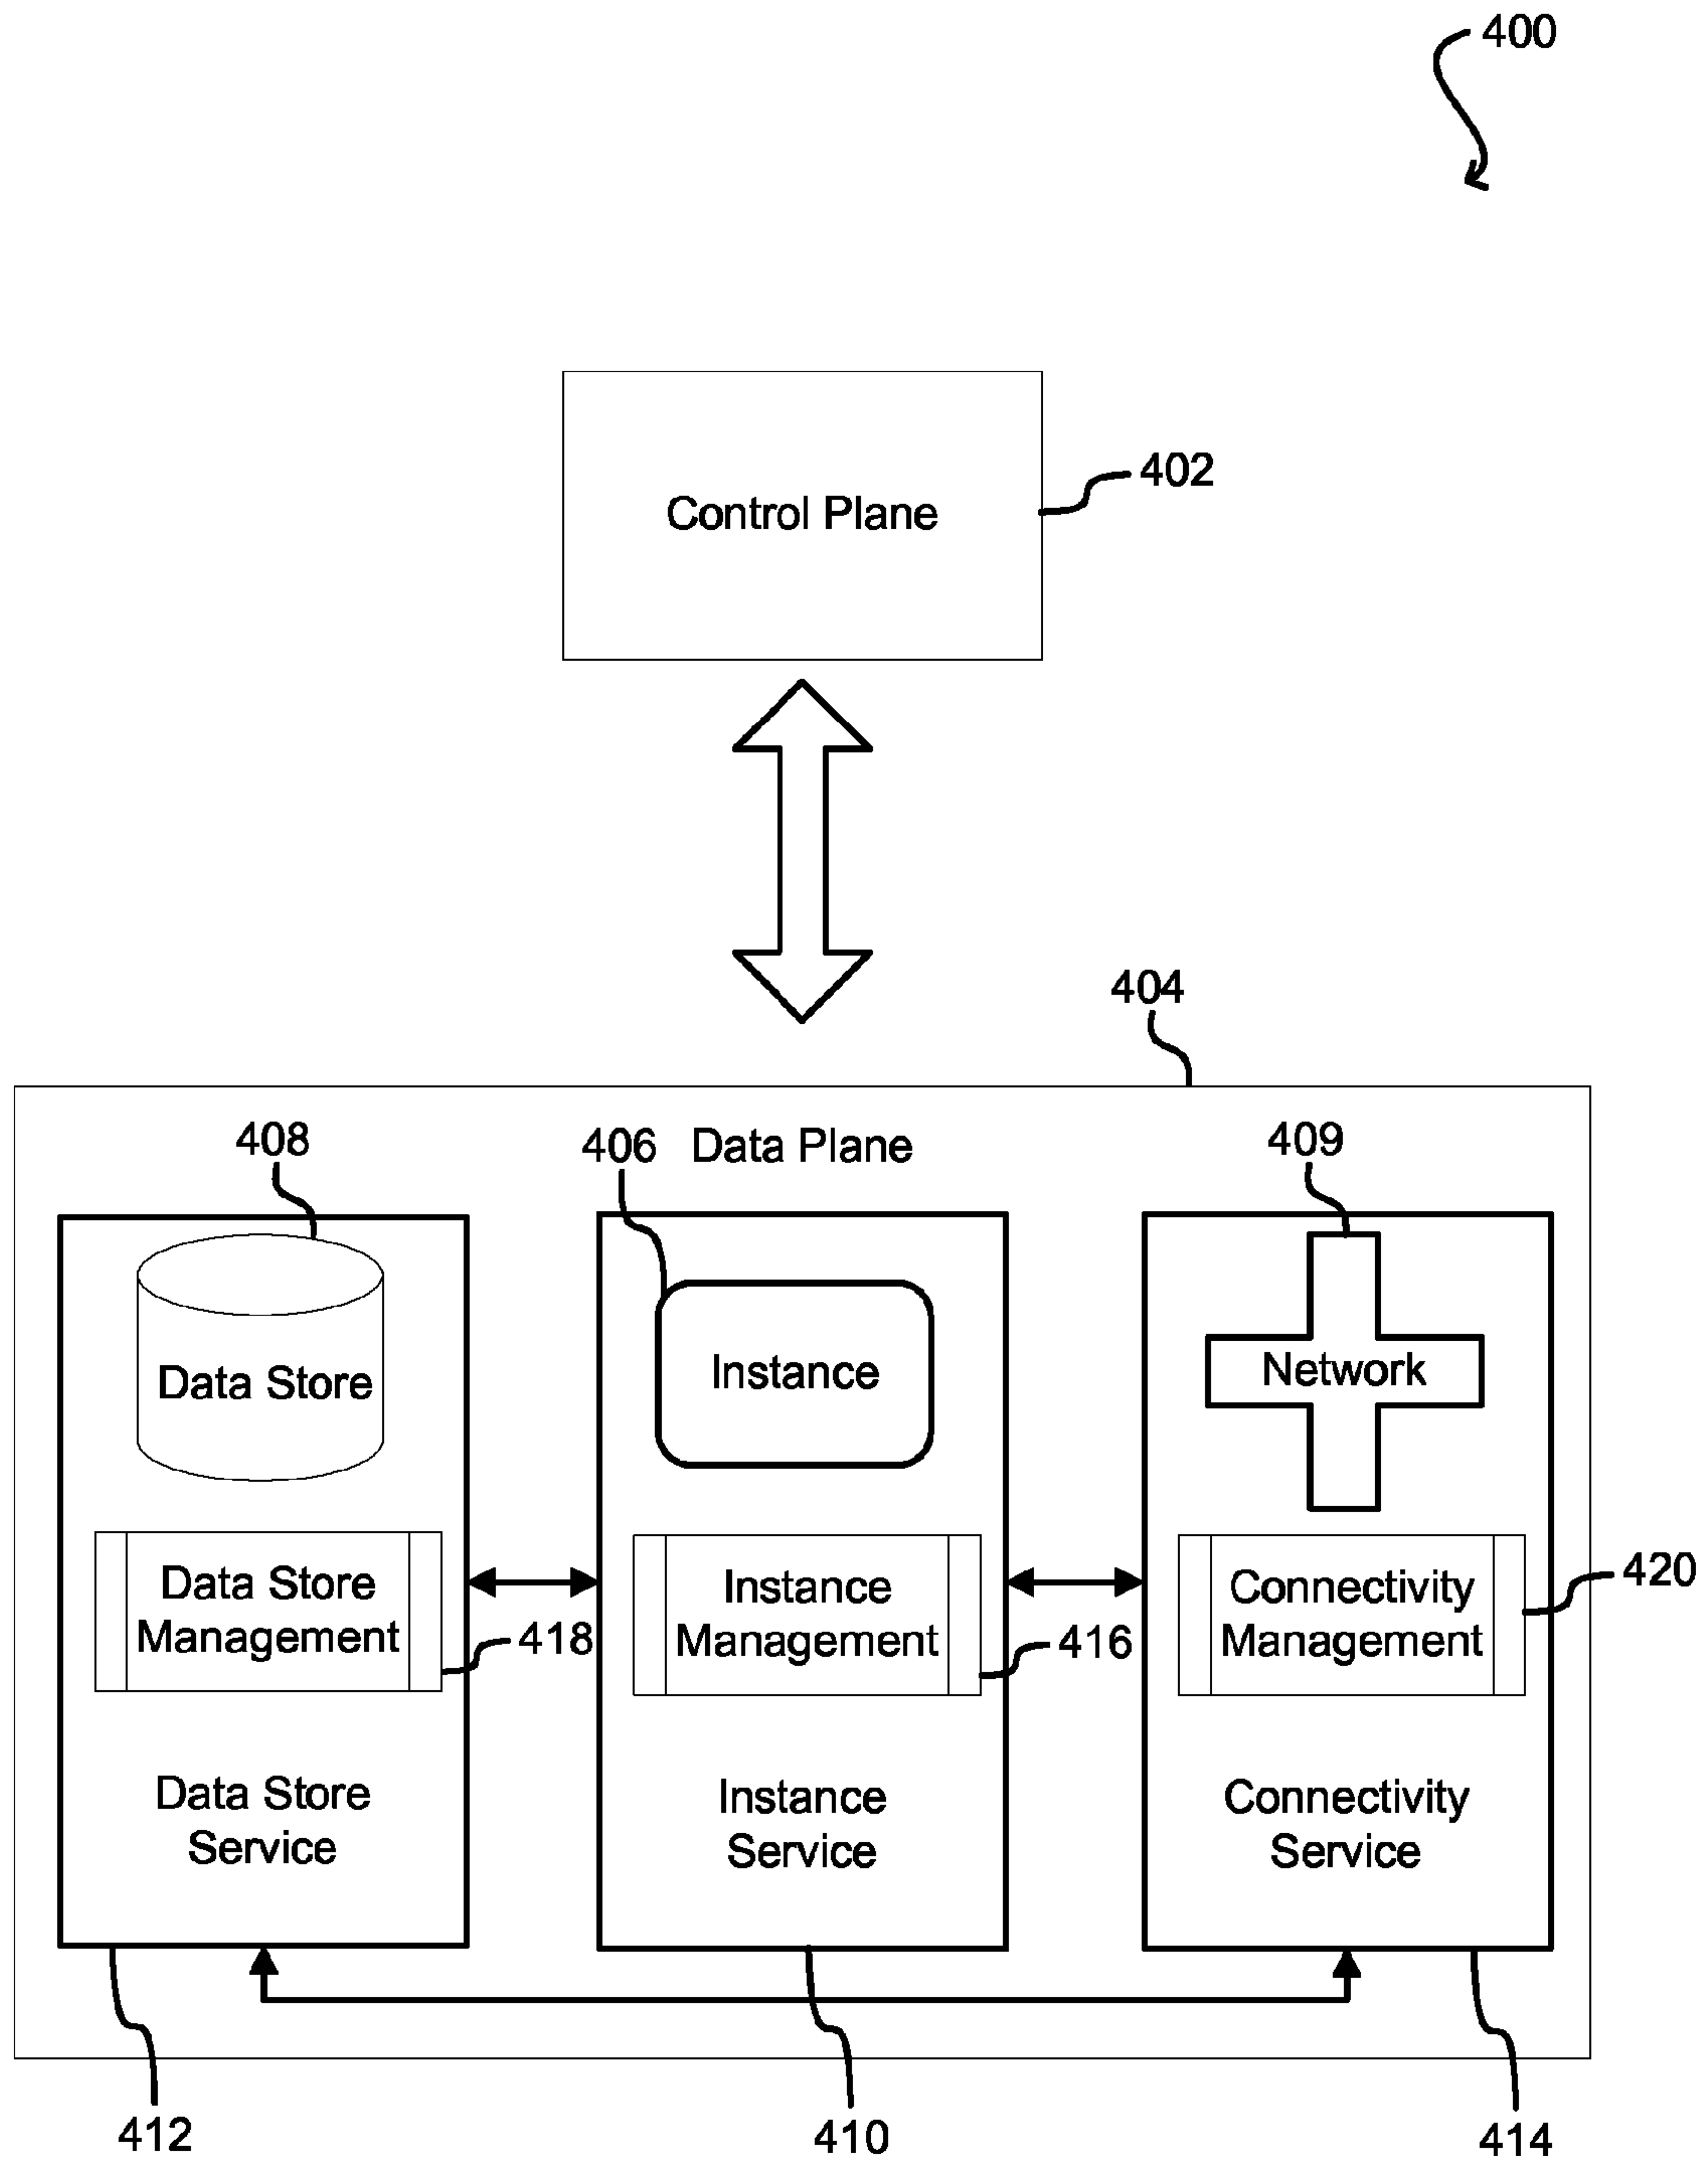 400
Control Plane
402
404
408
406
Data Plane
409
Data Store
Instance
Network
Data Store
Management
418
Instance
Management
416
Connectivity
Management
420
Data Store
Service
Instance
Service
Connectivity
Service
412
410
414